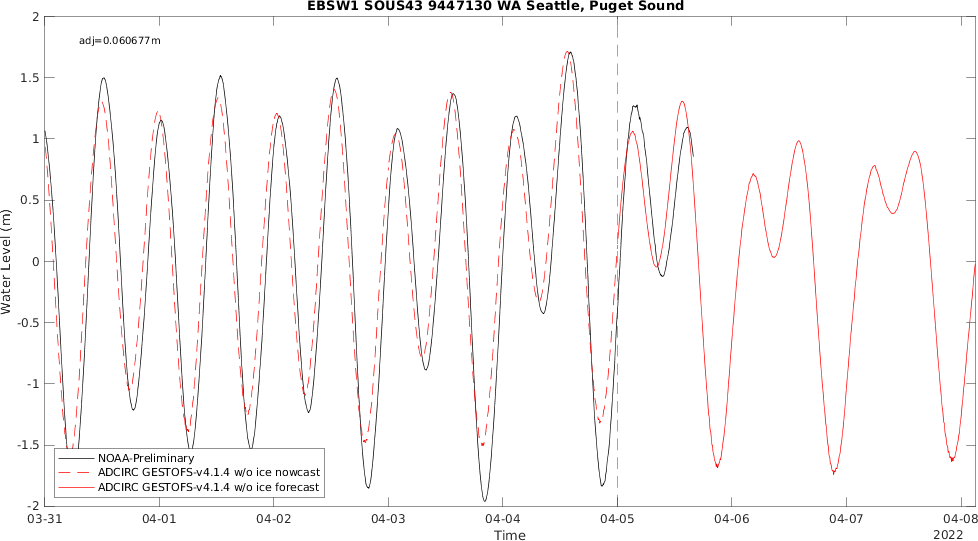 EBSW1 SOUS43 9447130 WA Seattle, Puget Sound
adj=0.060677m
2
1.5
1
0.5
0
-0.5
-1
-1.5
-2
Water Level (m)
NOAA-Preliminary
ADCIRC GESTOFS-v4.1.4 w/o ice nowcast
ADCIRC GESTOFS-v4.1.4 w/o ice forecast
03-31 04-01 04-02 04-03 04-04 04-05 04-06 04-07 04-08
Time
2022